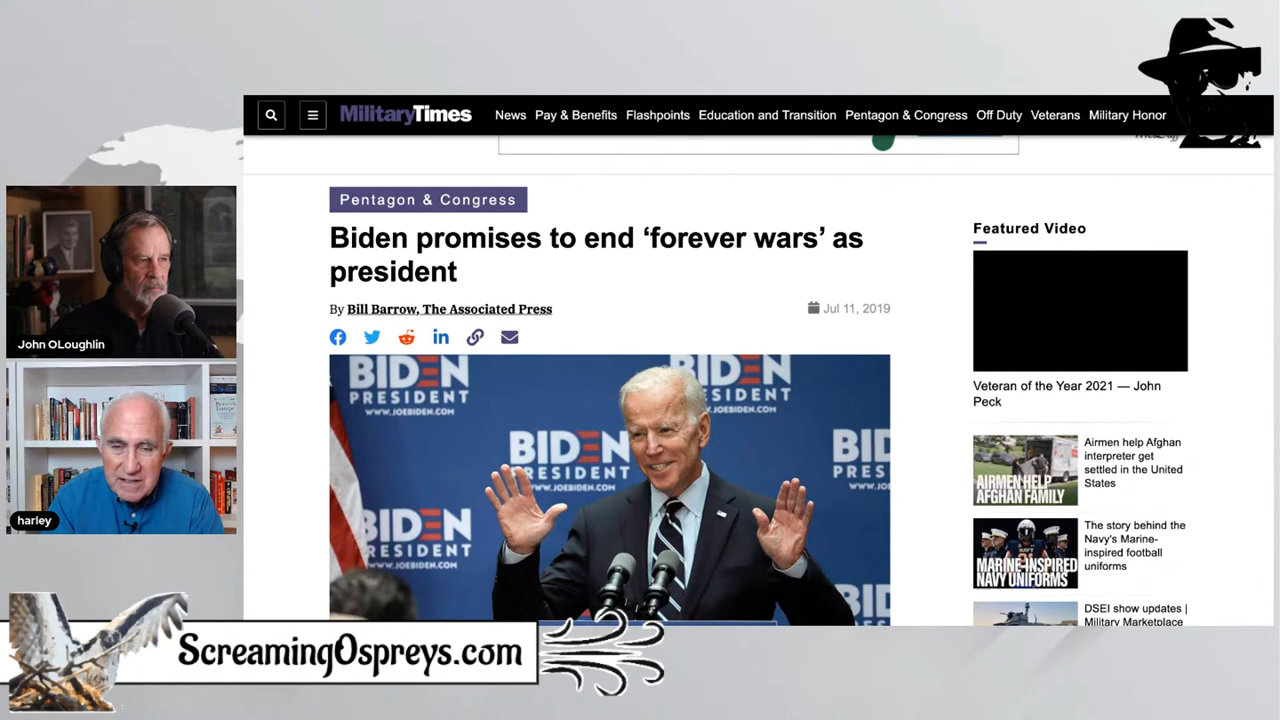 MilitaryTimes
News Pay & Benefits Flashpoints Education and Transition Pentagon & Congress Off Duty Veterans Military Honor
Pentagon & Congress
Biden promises to end ‘forever wars’ as
president
By Bill Barrow, The Associated Press
Jul 11, 2019
BIDEN
PRESIDENT
WWW.JOEBIDEN.COM
BIDEN
PRESIDENT
WWW.JOEBIDEN.COM
BIDEN
PRESIDENT
WWW.JOEBIDEN.COM
BIDEN
PRES
BIDEN
PRESIDENT
WWW.JOEBIDEN.COM
BID
Featured Video
Veteran of the Year 2021 — John
Peck
AIRMEN HELP
AFGHAN FAMILY
Airmen help Afghan
interpreter get
settled in the United
States
MARINE INSPIRED
NAVY UNIFORMS
The story behind the
Navy's Marine-
inspired football
uniforms
DSEI show updates |
Military Marketplace
John OLoughlin
harley
ScreamingOspreys.com